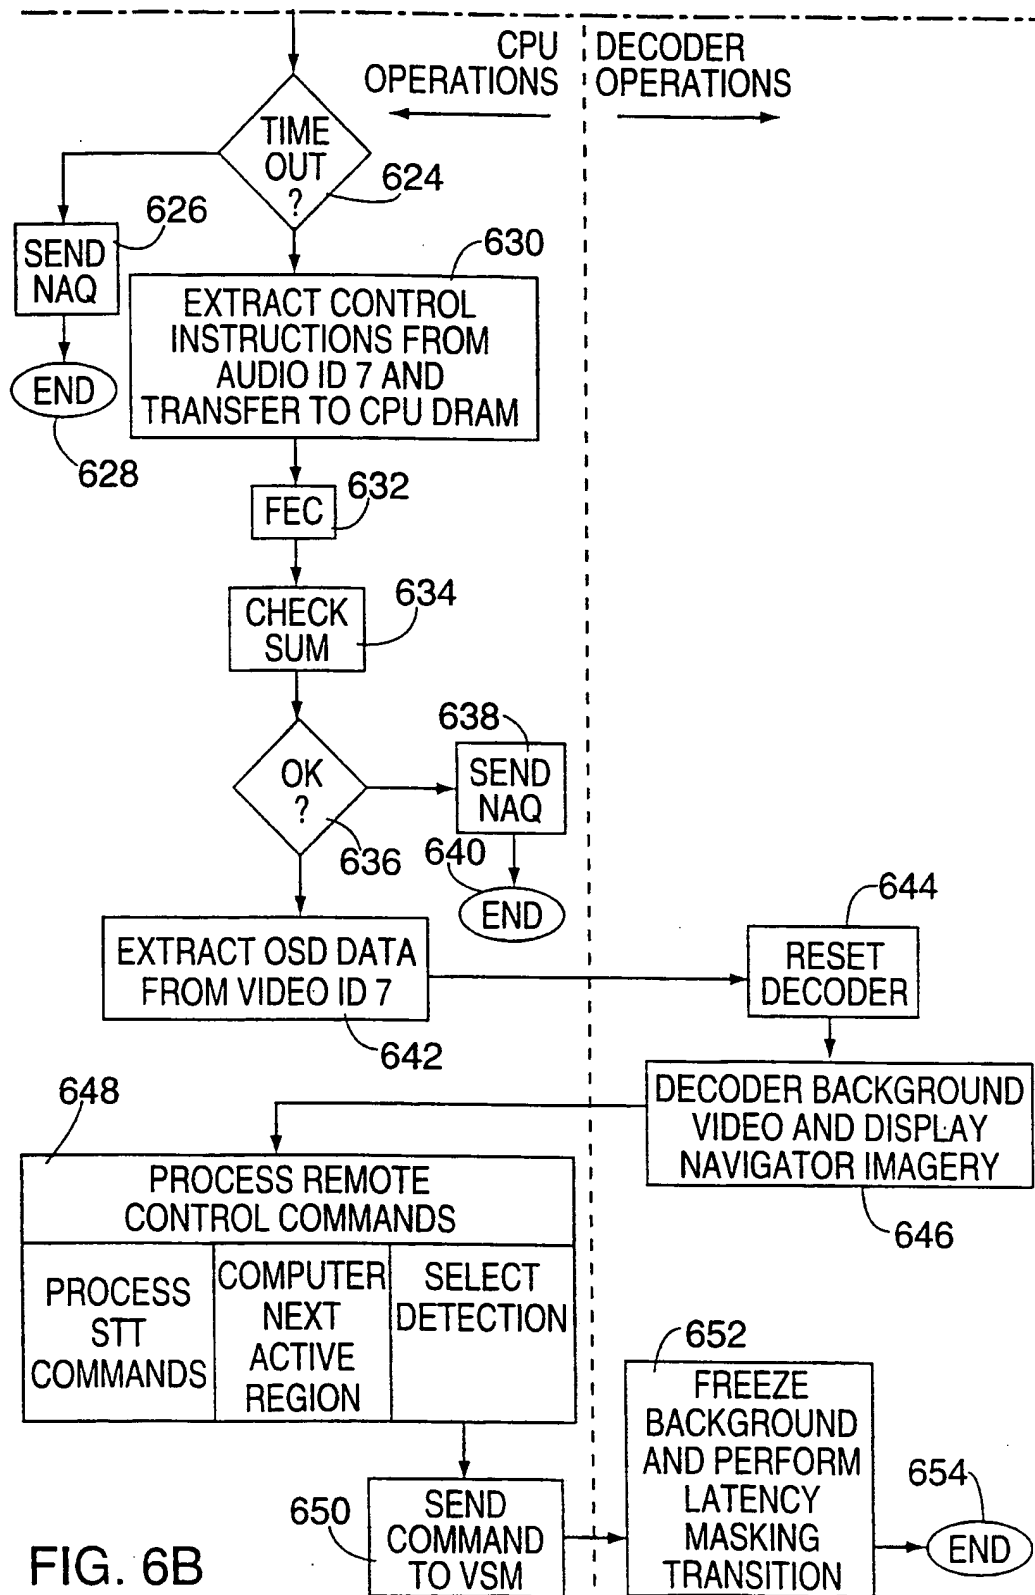 CPU
OPERATIONS
DECODER
OPERATIONS
TIME
OUT
?
624
626
SEND
NAQ
END
628
630
EXTRACT CONTROL
INSTRUCTIONS FROM
AUDIO ID 7 AND
TRANSFER TO CPU DRAM
632
FEC
634
CHECK
SUM
OK
?
636
638
SEND
NAQ
640
END
EXTRACT OSD DATA
FROM VIDEO ID 7
642
644
RESET
DECODER
DECODER BACKGROUND
VIDEO AND DISPLAY
NAVIGATOR IMAGERY
646
648
PROCESS REMOTE
CONTROL COMMANDS
PROCESS
STT
COMMANDS
COMPUTER
NEXT
ACTIVE
REGION
SELECT
DETECTION
650
SEND
COMMAND
TO VSM
652
FREEZE
BACKGROUND
AND PERFORM
LATENCY
MASKING
TRANSITION
654
END
FIG. 6B